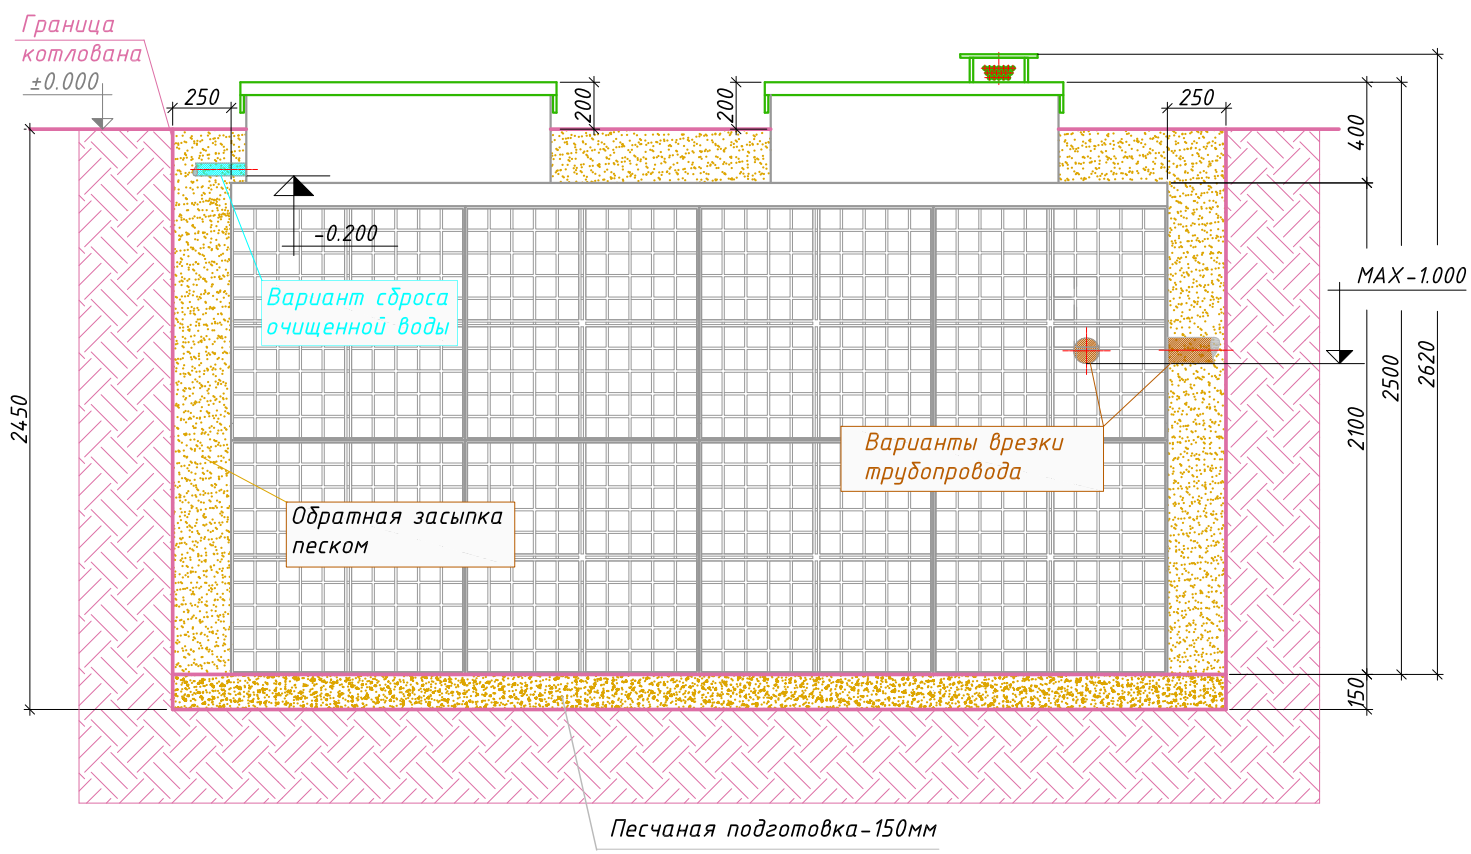 Граница
котлована
±0.000
250
200
200
250
400
-0.200
MAX-1.000
Вариант сброса
очищенной воды
2450
2100
2500
2620
Варианты врезки
трубопровода
Обратная засыпка
песком
150
Песчаная подготовка-150мм